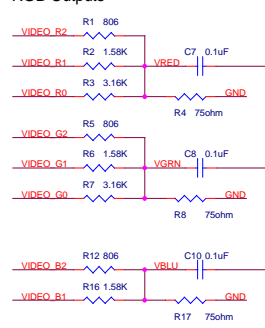 R1 806
VIDEO_R2
R2 1.58K VRED C7 0.1uF
VIDEO_R1
R3 3.16K
VIDEO_R0 GND
R4 75ohm
R5 806
VIDEO_G2
R6 1.58K VGRN C8 0.1uF
VIDEO_G1
R7 3.16K
VIDEO_G0 GND
R8 75ohm
R12 806 VBLU C10 0.1uF
VIDEO_B2
R16 1.58K
VIDEO_B1 GND
R17 75ohm